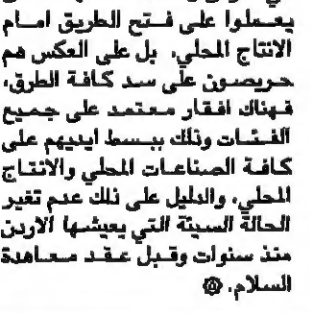 يعملوا على فتح الطريق امام
الانتاج المحلي، بل على العكس هم
حريصون على سد كافة الطرق،
فهناك افقار معتمد على جميع
الفئات وذلك ببسط ايديهم على
كافة الصناعات المحلي والانتاج
المحلي، والدليل على ذلك عدم تغير
الحالة السيئة التي يعيشها الاردن
منذ سنوات وقبل عقد معاهدة
السلام.